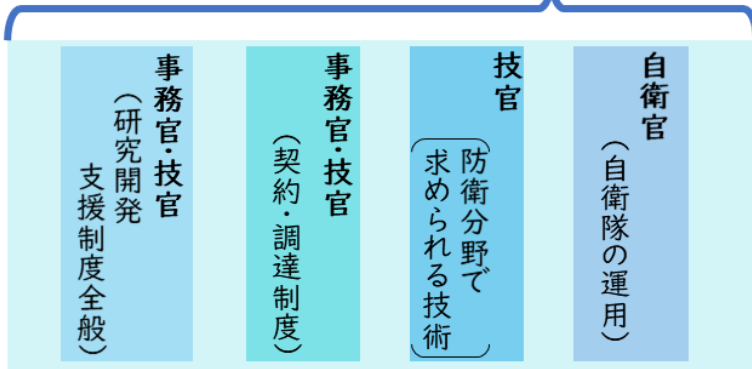 自衛官
（自衛隊の運用）
技官
（防衛分野で
求められる技術）
事務官・技官
（契約・調達制度）
事務官・技官
（研究開発
支援制度全般）